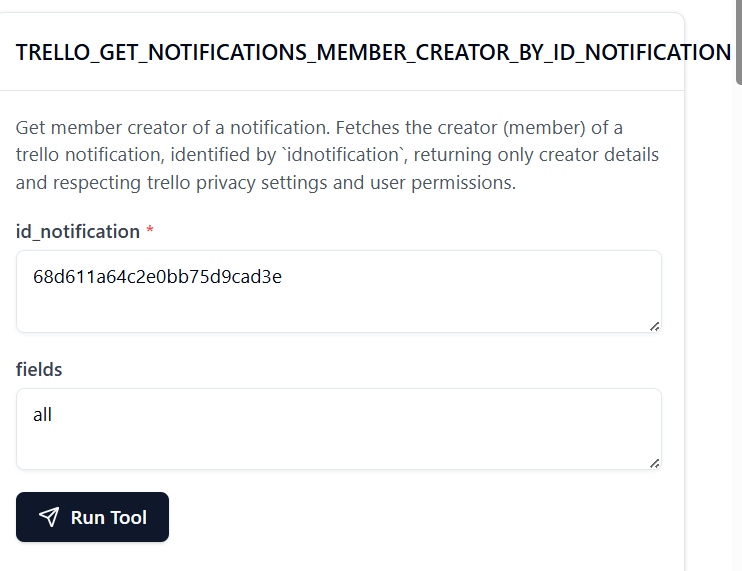 TRELLO_GET_NOTIFICATIONS_MEMBER_CREATOR_BY_ID_NOTIFICATION
Get member creator of a notification. Fetches the creator (member) of a
trello notification, identified by `idnotification`, returning only creator details
and respecting trello privacy settings and user permissions.
id_notification *
68d611a64c2e0bb75d9cad3e
fields
all
Run Tool